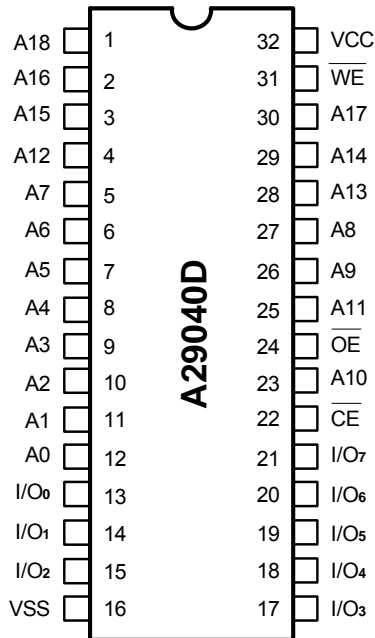 A18 1 32 VCC
A16 2 31 W̅E̅
A15 3 30 A17
A12 4 29 A14
A7 5 28 A13
A6 6 27 A8
A5 7 26 A9
A4 8 25 A11
A3 9 24 O̅E̅
A2 10 23 A10
A1 11 22 C̅E̅
A0 12 21 I/O₇
I/O₀ 13 20 I/O₆
I/O₁ 14 19 I/O₅
I/O₂ 15 18 I/O₄
VSS 16 17 I/O₃
A29040D